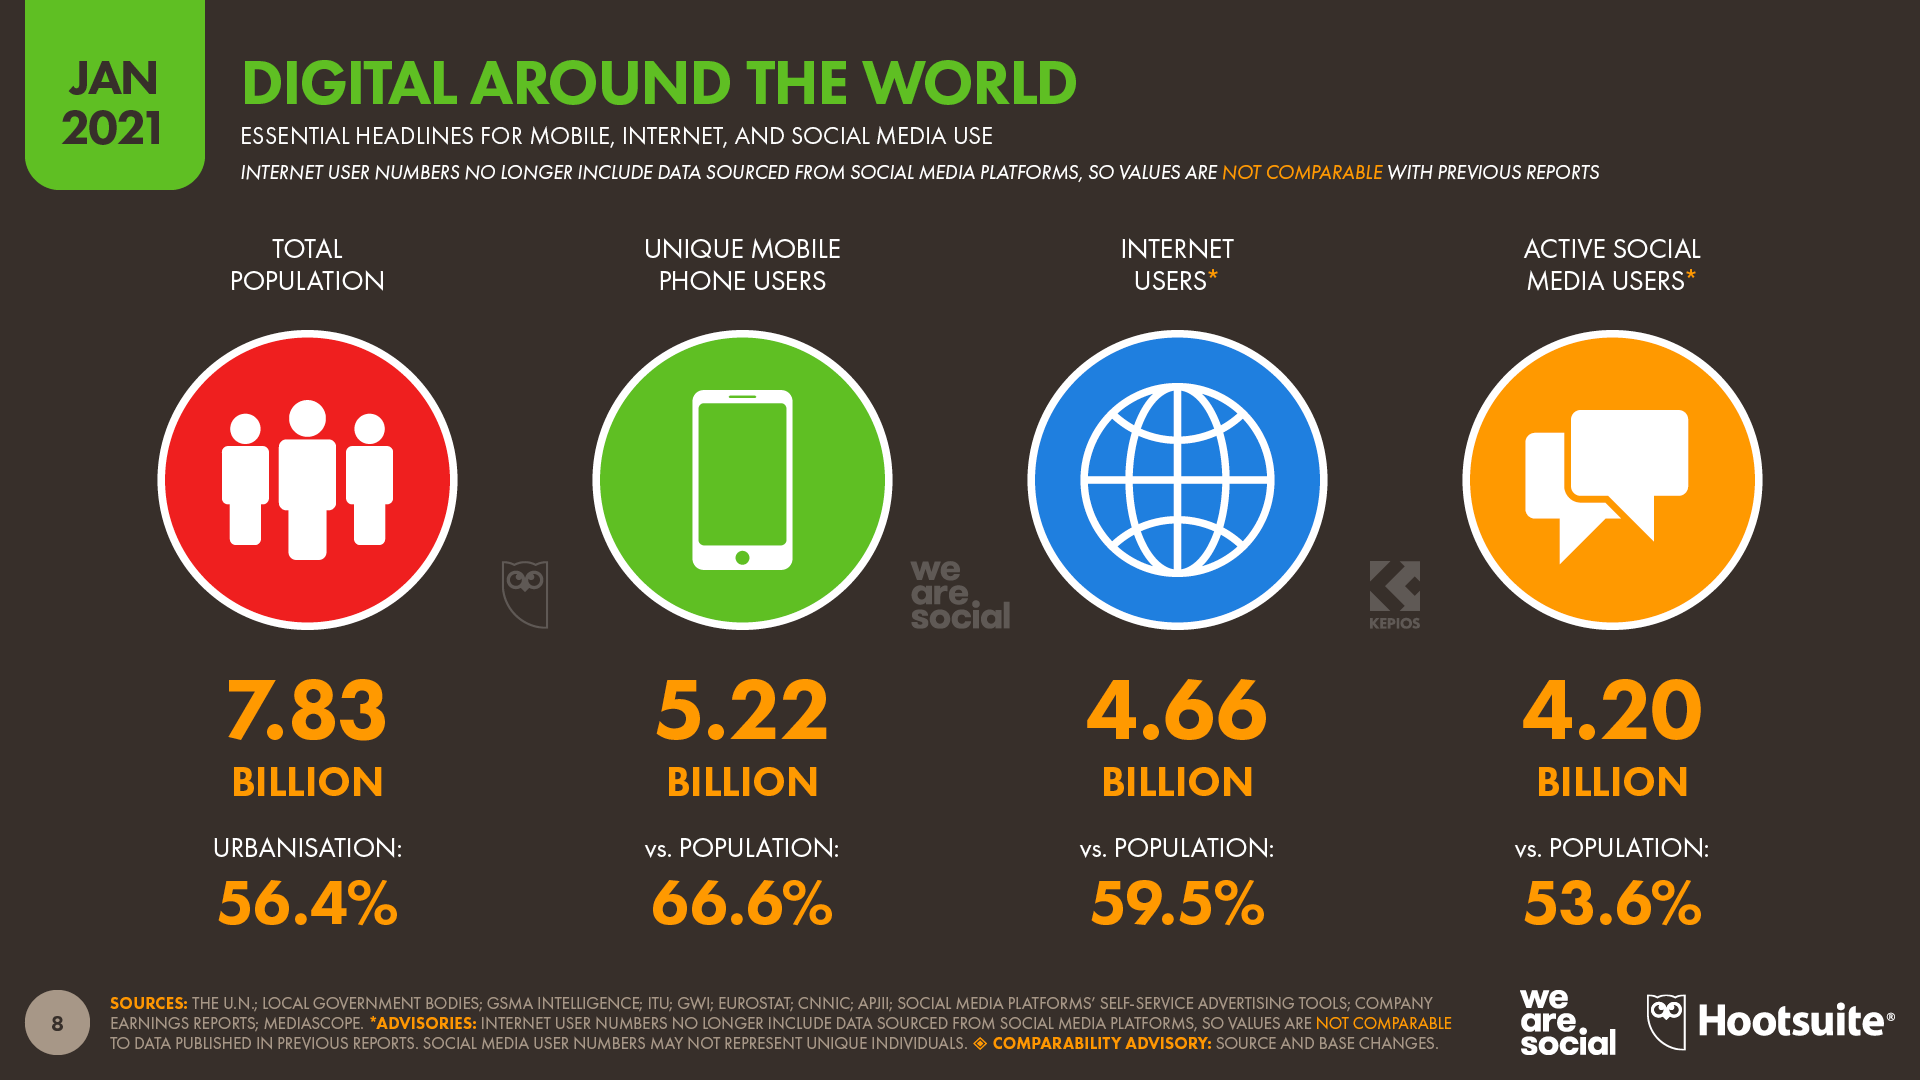 JAN
2021
DIGITAL AROUND THE WORLD
ESSENTIAL HEADLINES FOR MOBILE, INTERNET, AND SOCIAL MEDIA USE
INTERNET USER NUMBERS NO LONGER INCLUDE DATA SOURCED FROM SOCIAL MEDIA PLATFORMS, SO VALUES ARE NOT COMPARABLE WITH PREVIOUS REPORTS
TOTAL
POPULATION
7.83
BILLION
URBANISATION:
56.4%
UNIQUE MOBILE
PHONE USERS
5.22
BILLION
vs. POPULATION:
66.6%
INTERNET
USERS*
4.66
BILLION
vs. POPULATION:
59.5%
ACTIVE SOCIAL
MEDIA USERS*
4.20
BILLION
vs. POPULATION:
53.6%
we
are
social
KEPIOS
8
SOURCES: THE U.N.; LOCAL GOVERNMENT BODIES; GSMA INTELLIGENCE; ITU; GWI; EUROSTAT; CNNIC; APJII; SOCIAL MEDIA PLATFORMS’ SELF-SERVICE ADVERTISING TOOLS; COMPANY
EARNINGS REPORTS; MEDIASCOPE. *ADVISORIES: INTERNET USER NUMBERS NO LONGER INCLUDE DATA SOURCED FROM SOCIAL MEDIA PLATFORMS, SO VALUES ARE NOT COMPARABLE
TO DATA PUBLISHED IN PREVIOUS REPORTS. SOCIAL MEDIA USER NUMBERS MAY NOT REPRESENT UNIQUE INDIVIDUALS. ◈ COMPARABILITY ADVISORY: SOURCE AND BASE CHANGES.
we
are
social
Hootsuite®